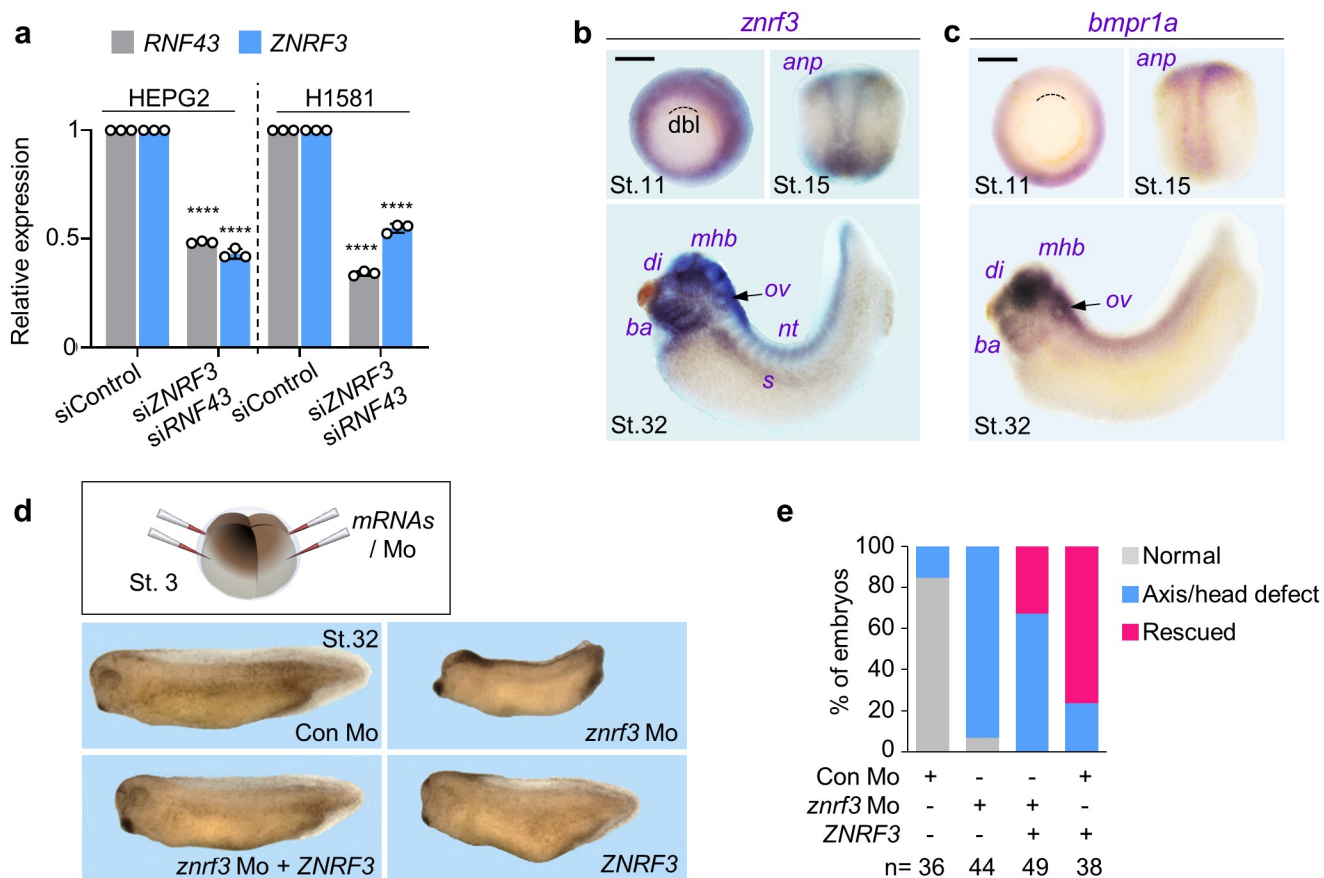 a
RNF43 ZNRF3
HEPG2 H1581
Relative expression
1
0.5
0
**** ****
**** ****
siControl
siZNRF3
siRNF43
siControl
siZNRF3
siRNF43
b
znrf3
dbl
St.11
anp
St.15
mhb
di
ov
ba
nt
s
St.32
c
bmpr1a
St.11
anp
St.15
mhb
di
ov
ba
St.32
d
mRNAs
/ Mo
St. 3
St.32
Con Mo
znrf3 Mo
znrf3 Mo + ZNRF3
ZNRF3
e
% of embryos
100
80
60
40
20
0
Normal
Axis/head defect
Rescued
Con Mo + - - +
znrf3 Mo - + + -
ZNRF3 - - + +
n= 36 44 49 38